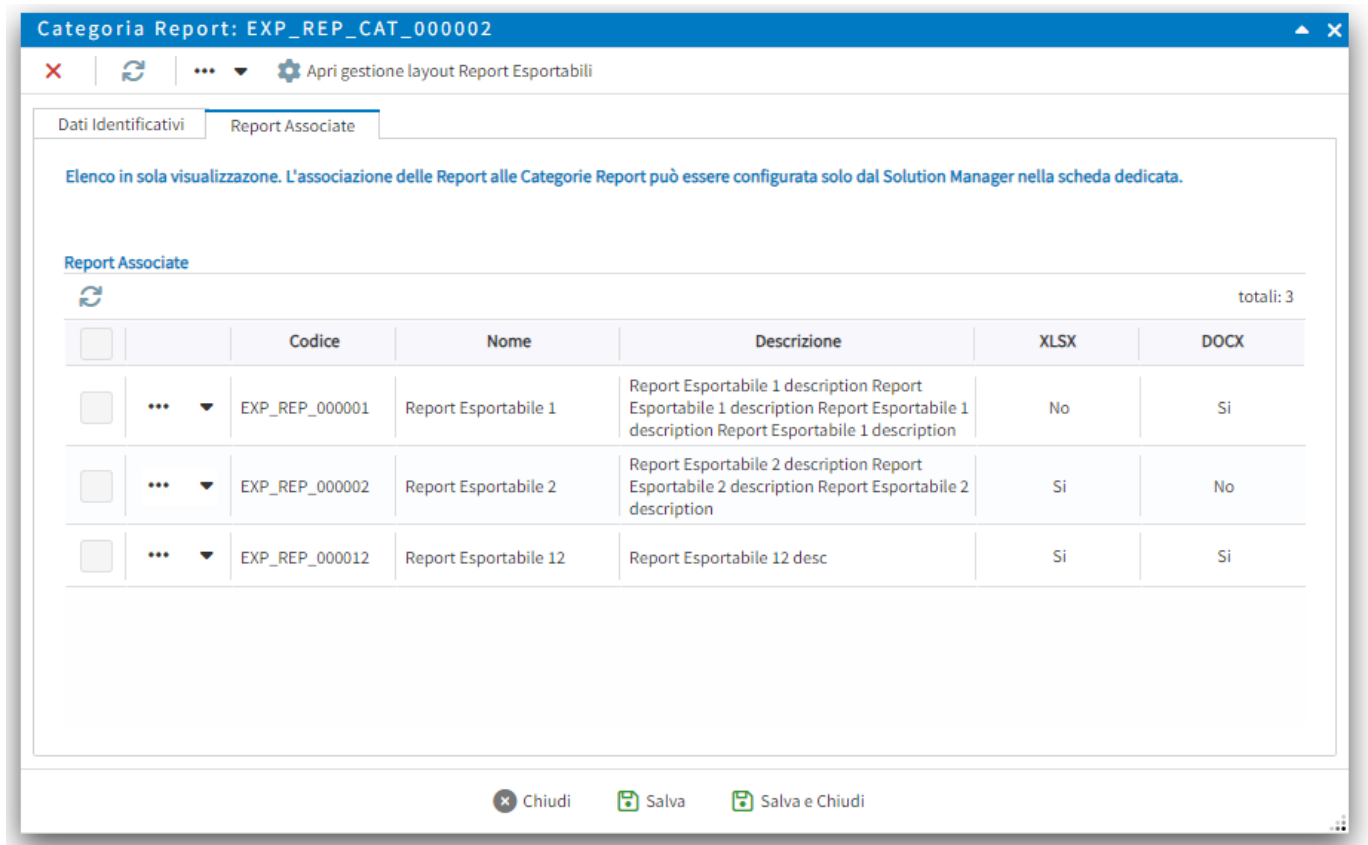 Categoria Report: EXP_REP_CAT_000002
Apri gestione layout Report Esportabili
Dati Identificativi
Report Associate
Elenco in sola visualizzazone. L'associazione delle Report alle Categorie Report può essere configurata solo dal Solution Manager nella scheda dedicata.
Report Associate
totali: 3
Codice Nome Descrizione XLSX DOCX
Report Esportabile 1 description Report
EXP_REP_000001 Report Esportabile 1 Esportabile 1 description Report Esportabile 1 No Si
description Report Esportabile 1 description
Report Esportabile 2 description Report
EXP_REP_000002 Report Esportabile 2 Esportabile 2 description Report Esportabile 2 Si No
description
EXP_REP_000012 Report Esportabile 12 Report Esportabile 12 desc Si Si
Chiudi Salva Salva e Chiudi